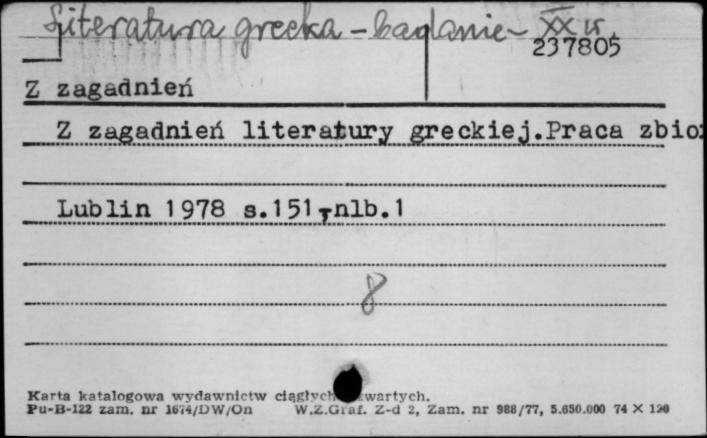 Literatura grecka - badanie - XX w.
237805
Z zagadnień
Z zagadnień literatury greckiej.Praca zbio
Lublin 1978 s.151,nlb.1
8
Karta katalogowa wydawnictw ciągłych wartych.
Pu-B-122 zam. nr 1674/DW/On W.Z.Graf. Z-d 2, Zam. nr 988/77, 5.650.000 74 X 120